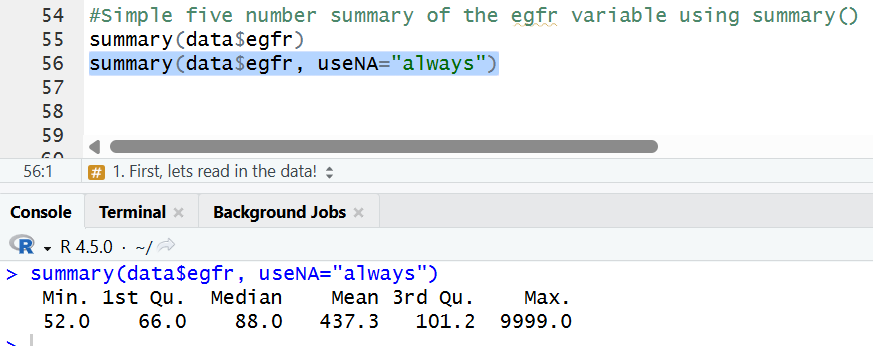 54 #Simple five number summary of the egfr variable using summary()
55 summary(data$egfr)
56 summary(data$egfr, useNA="always")
57
58
59
60
56:1 # 1. First, lets read in the data!
Console Terminal × Background Jobs ×
R R 4.5.0 · ~/
> summary(data$egfr, useNA="always")
Min. 1st Qu. Median Mean 3rd Qu. Max.
52.0 66.0 88.0 437.3 101.2 9999.0
>